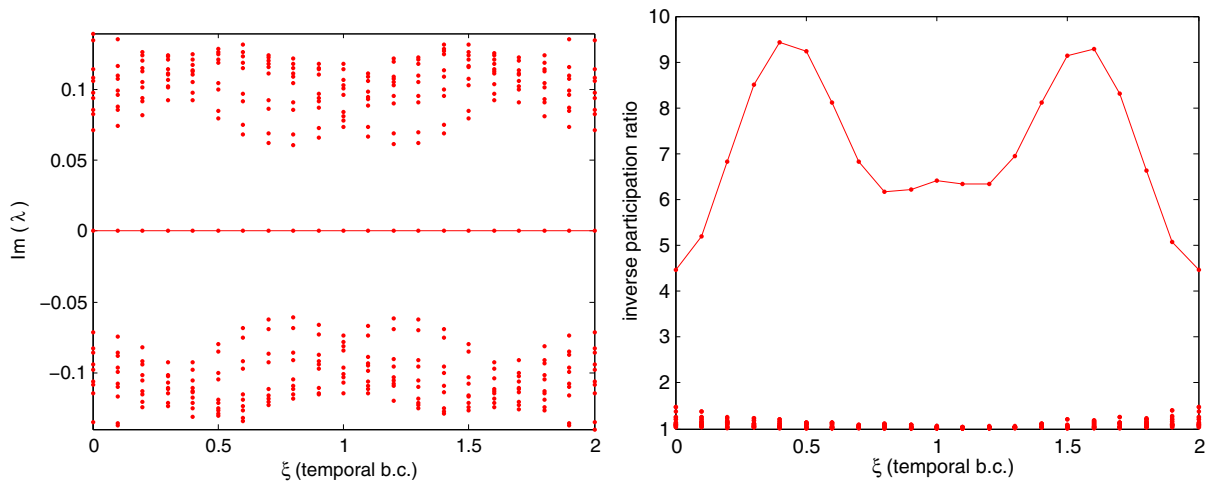 0.1
0.05
0
−0.05
−0.1
Im ( λ )
0 0.5 1 1.5 2
ξ (temporal b.c.)
10
9
8
7
6
5
4
3
2
1
inverse participation ratio
0 0.5 1 1.5 2
ξ (temporal b.c.)